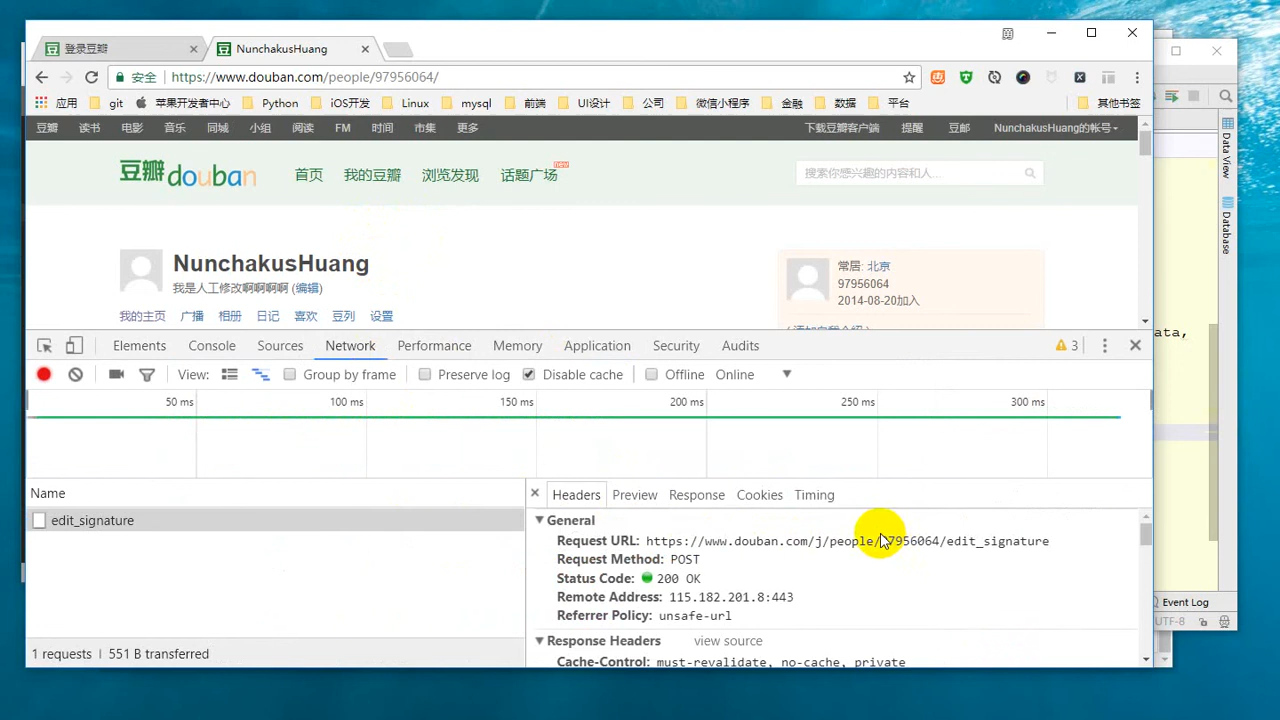 登录豆瓣
NunchakusHuang
安全 https://www.douban.com/people/97956064/
应用 git 苹果开发者中心 Python iOS开发 Linux mysql 前端 UI设计 公司 微信小程序 金融 数据 平台 其他书签
豆瓣 读书 电影 音乐 同城 小组 阅读 FM 时间 市集 更多 下载豆瓣客户端 提醒 豆邮 NunchakusHuang的帐号
豆瓣douban 首页 我的豆瓣 浏览发现 话题广场 new
搜索你感兴趣的内容和人...
NunchakusHuang
我是人工修改啊啊啊啊 (编辑)
我的主页 广播 相册 日记 喜欢 豆列 设置
常居: 北京
97956064
2014-08-20加入
Elements Console Sources Network Performance Memory Application Security Audits 3
View: Group by frame Preserve log Disable cache Offline Online
50 ms 100 ms 150 ms 200 ms 250 ms 300 ms
Name
edit_signature
Headers Preview Response Cookies Timing
General
Request URL: https://www.douban.com/j/people/97956064/edit_signature
Request Method: POST
Status Code: 200 OK
Remote Address: 115.182.201.8:443
Referrer Policy: unsafe-url
Response Headers view source
Cache-Control: must-revalidate, no-cache, private
1 requests | 551 B transferred
Data View
Database
ata,
Event Log
UTF-8